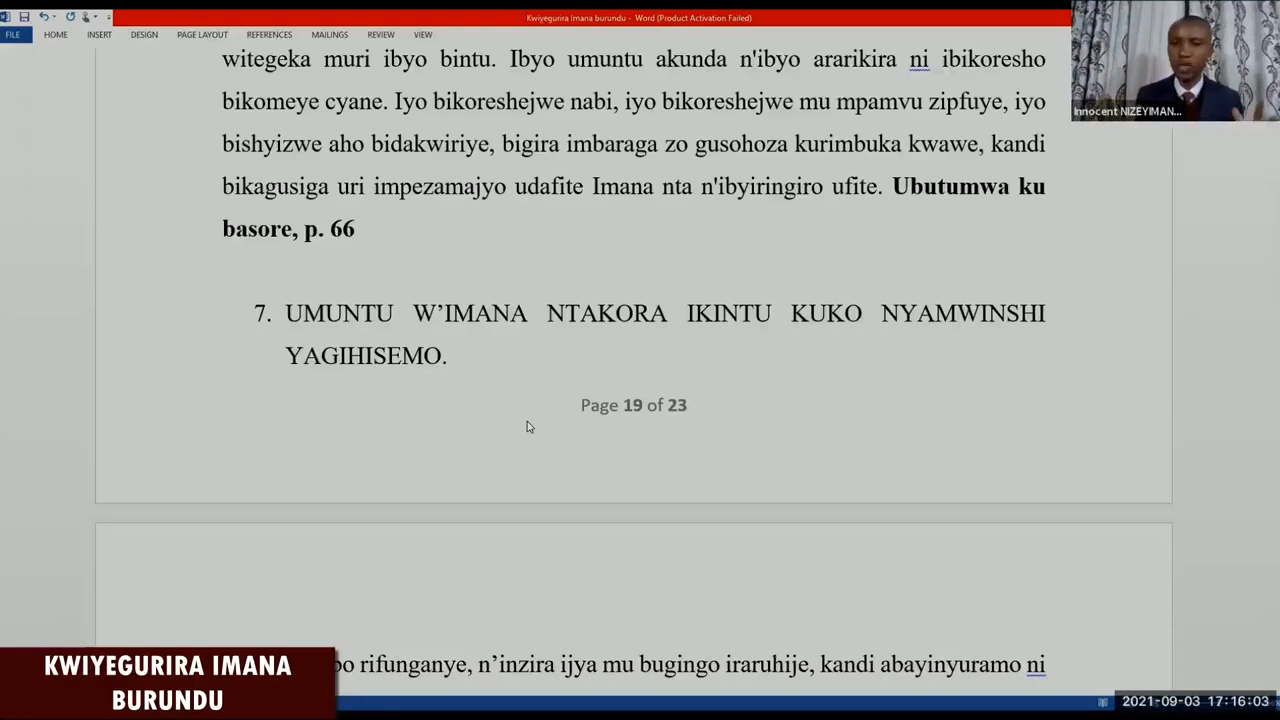 Kwiyegurira Imana burundu - Word (Product Activation Failed)
FILE HOME INSERT DESIGN PAGE LAYOUT REFERENCES MAILINGS REVIEW VIEW
Innocent NIZEYIMAN...
witegeka muri ibyo bintu. Ibyo umuntu akunda n'ibyo ararikira ni ibikoresho
bikomeye cyane. Iyo bikoreshejwe nabi, iyo bikoreshejwe mu mpamvu zipfuye, iyo
bishyizwe aho bidakwiriye, bigira imbaraga zo gusohoza kurimbuka kwawe, kandi
bikagusiga uri impezamajyo udafite Imana nta n'ibyiringiro ufite. Ubutumwa ku
basore, p. 66
7. UMUNTU W’IMANA NTAKORA IKINTU KUKO NYAMWINSHI
YAGIHISEMO.
Page 19 of 23
rifunganye, n’inzira ijya mu bugingo iraruhije, kandi abayinyuramo ni
KWIYEGURIRA IMANA
BURUNDU
2021-09-03 17:16:03